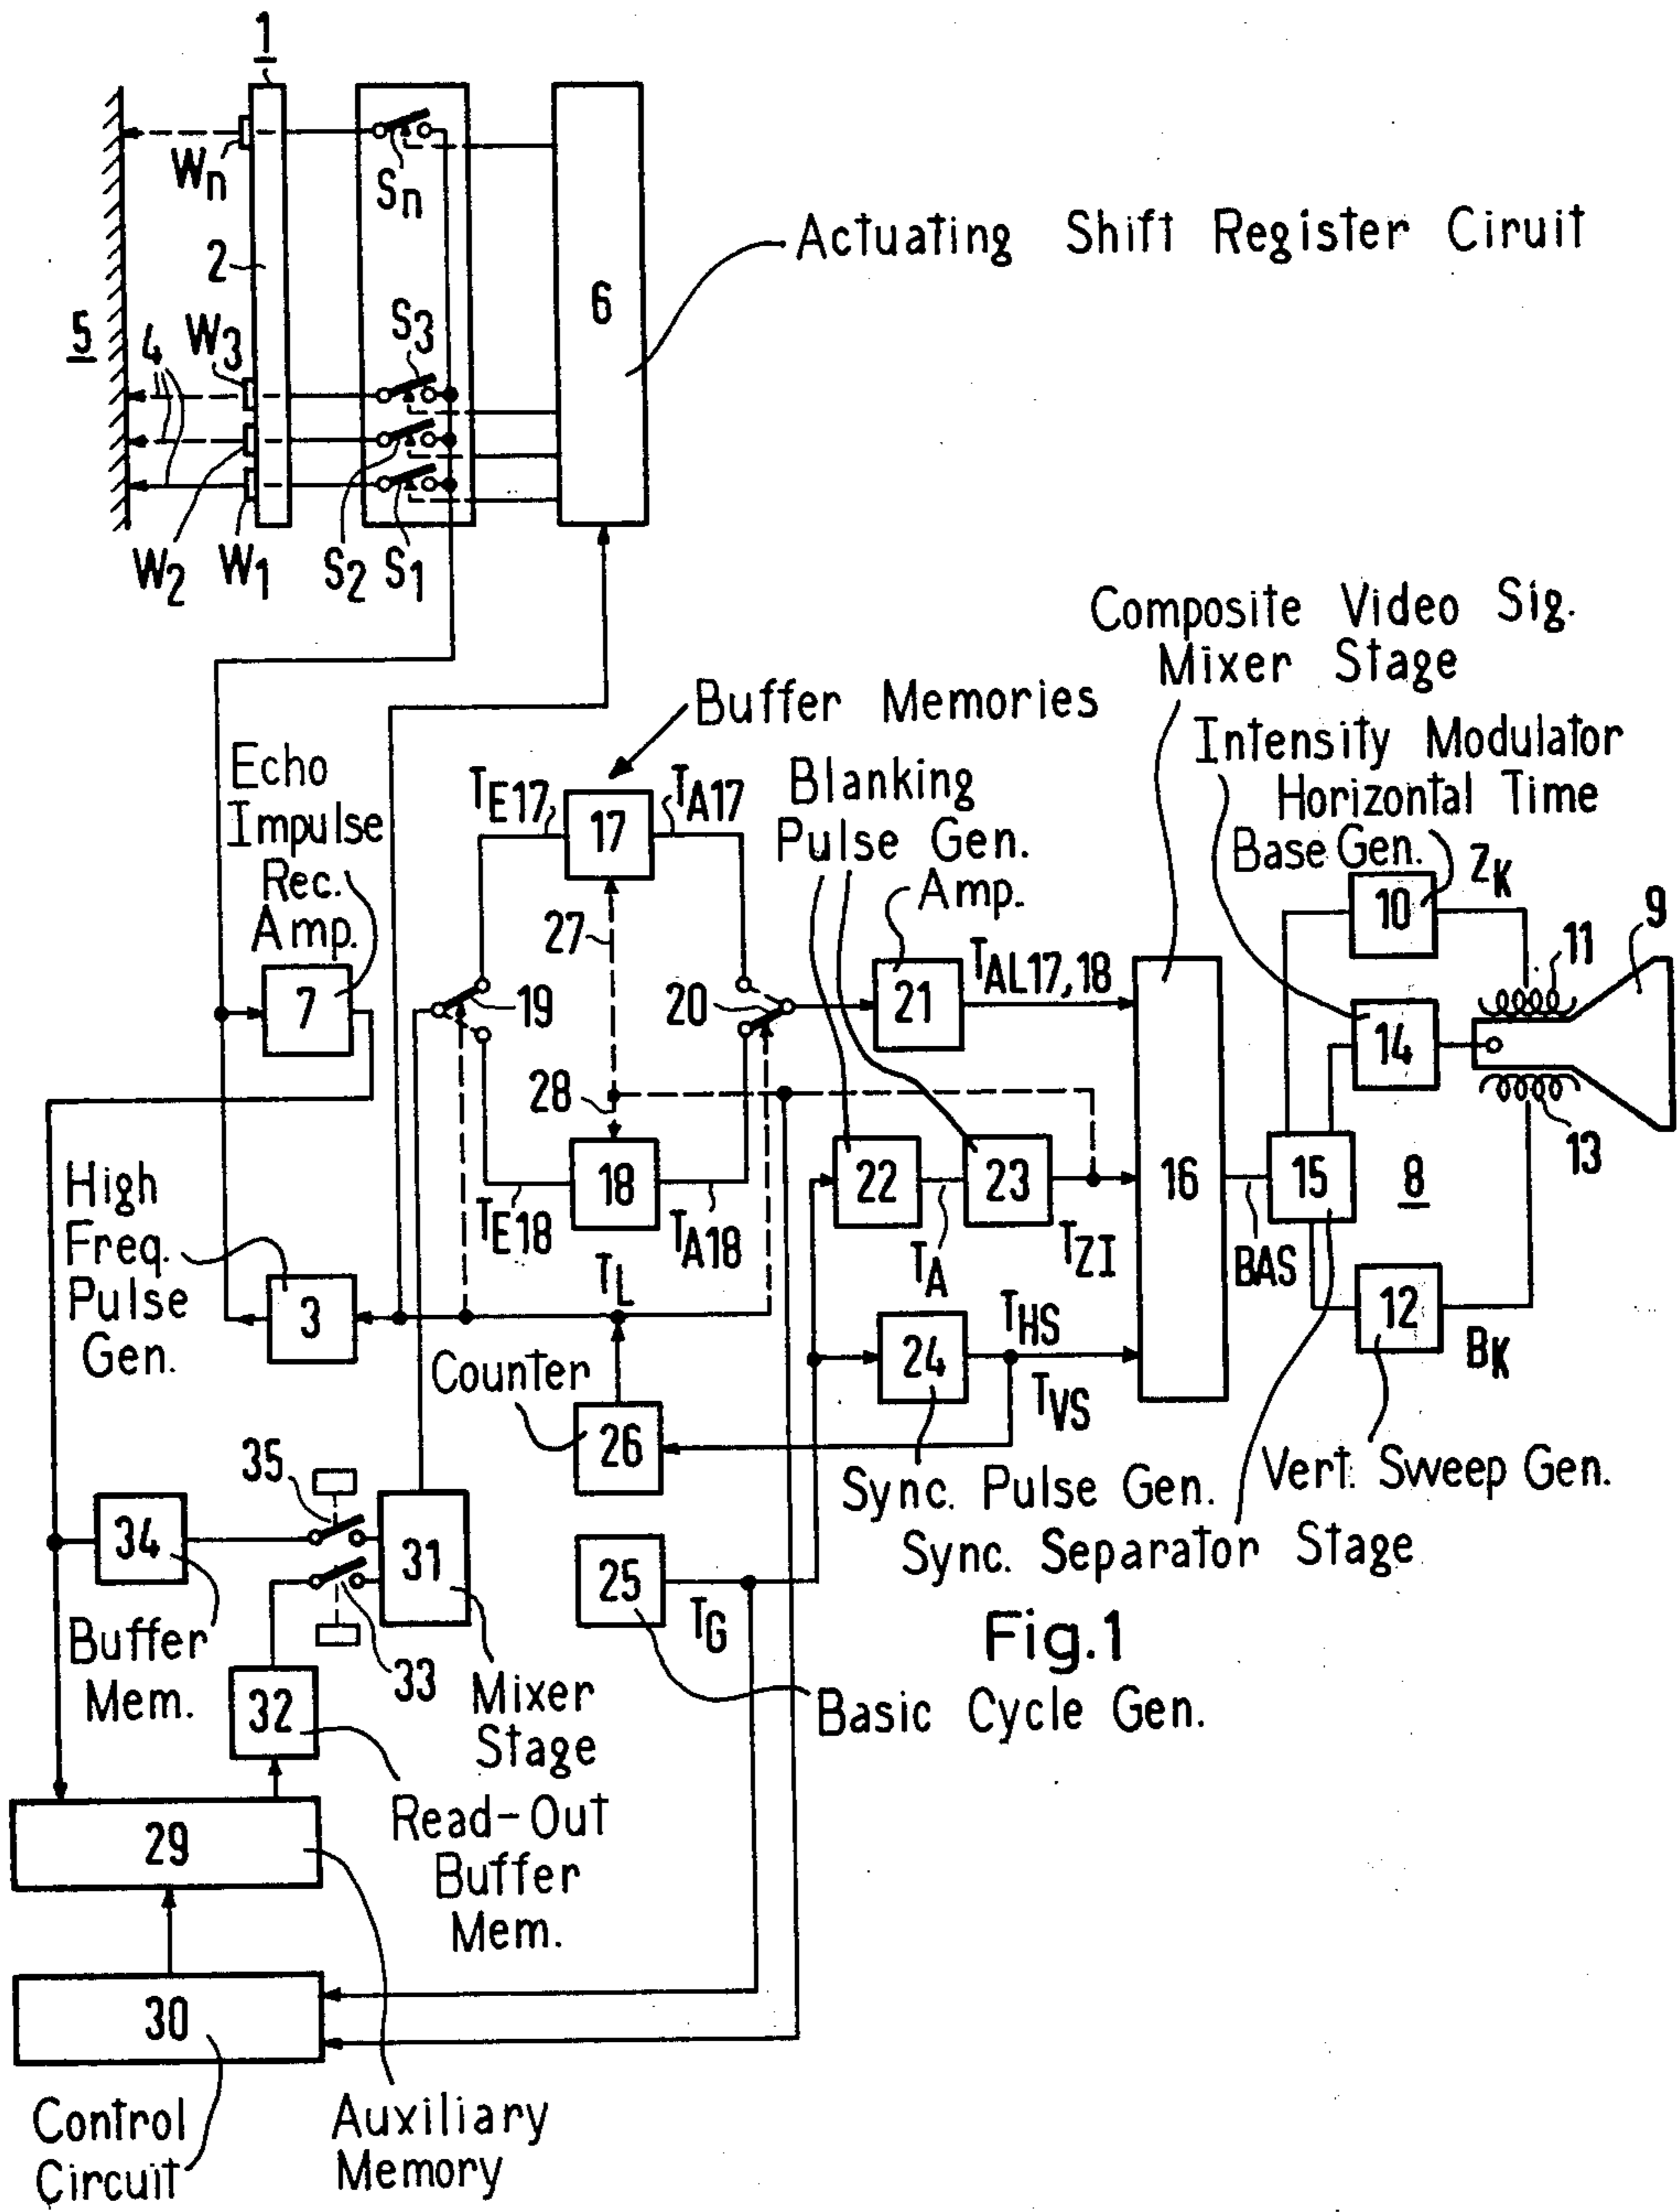 1
Wn
Sn
Actuating Shift Register Ciruit
2
6
5
4
W3
S3
W2
W1
S2
S1
Composite Video Sig.
Mixer Stage
Buffer Memories
Intensity Modulator
Horizontal Time
Base Gen.
ZK
Echo
Impulse
Rec.
Amp.
TE17
17
TA17
Blanking
Pulse Gen.
Amp.
10
9
11
27
7
19
20
21
TAL17,18
14
28
13
High
Freq.
Pulse
Gen.
18
22
23
16
15
8
TE18
TA18
TA
TZI
BAS
TL
3
12
BK
24
THS
TVS
Counter
26
35
Sync. Pulse Gen.
Vert. Sweep Gen.
Sync. Separator Stage
34
31
25
TG
Fig.1
Buffer
Mem.
33
32
Mixer
Stage
Basic Cycle Gen.
29
Read-Out
Buffer
Mem.
30
Control
Circuit
Auxiliary
Memory